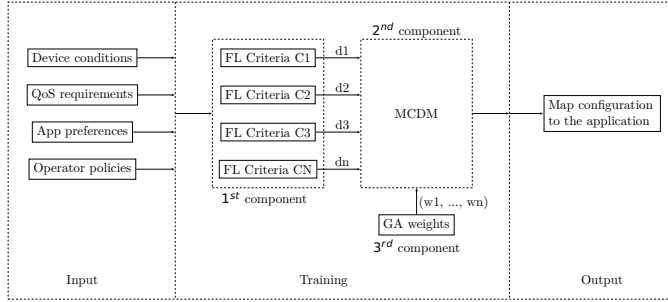 2nd component
Device conditions
QoS requirements
App preferences
Operator policies
FL Criteria C1
FL Criteria C2
FL Criteria C3
FL Criteria CN
d1
d2
d3
dn
1st component
MCDM
(w1, ..., wn)
GA weights
3rd component
Map configuration
to the application
Input
Training
Output